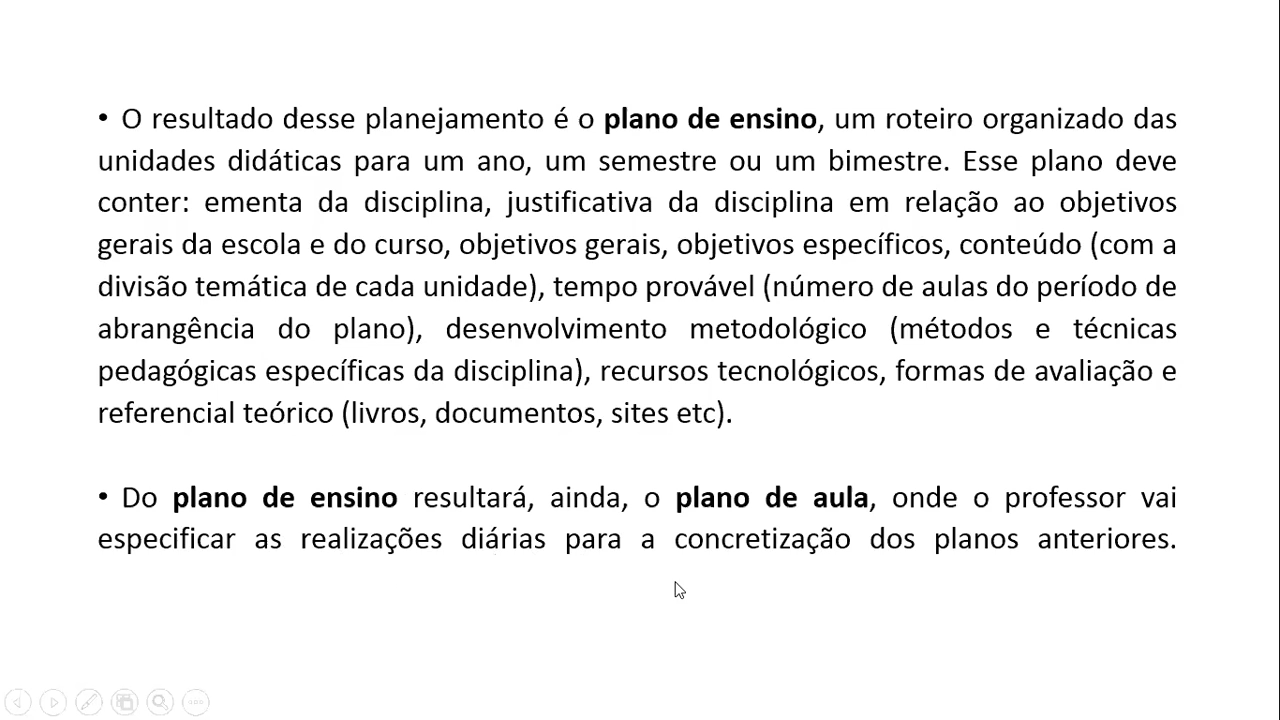 • O resultado desse planejamento é o plano de ensino, um roteiro organizado das
unidades didáticas para um ano, um semestre ou um bimestre. Esse plano deve
conter: ementa da disciplina, justificativa da disciplina em relação ao objetivos
gerais da escola e do curso, objetivos gerais, objetivos específicos, conteúdo (com a
divisão temática de cada unidade), tempo provável (número de aulas do período de
abrangência do plano), desenvolvimento metodológico (métodos e técnicas
pedagógicas específicas da disciplina), recursos tecnológicos, formas de avaliação e
referencial teórico (livros, documentos, sites etc).
• Do plano de ensino resultará, ainda, o plano de aula, onde o professor vai
especificar as realizações diárias para a concretização dos planos anteriores.